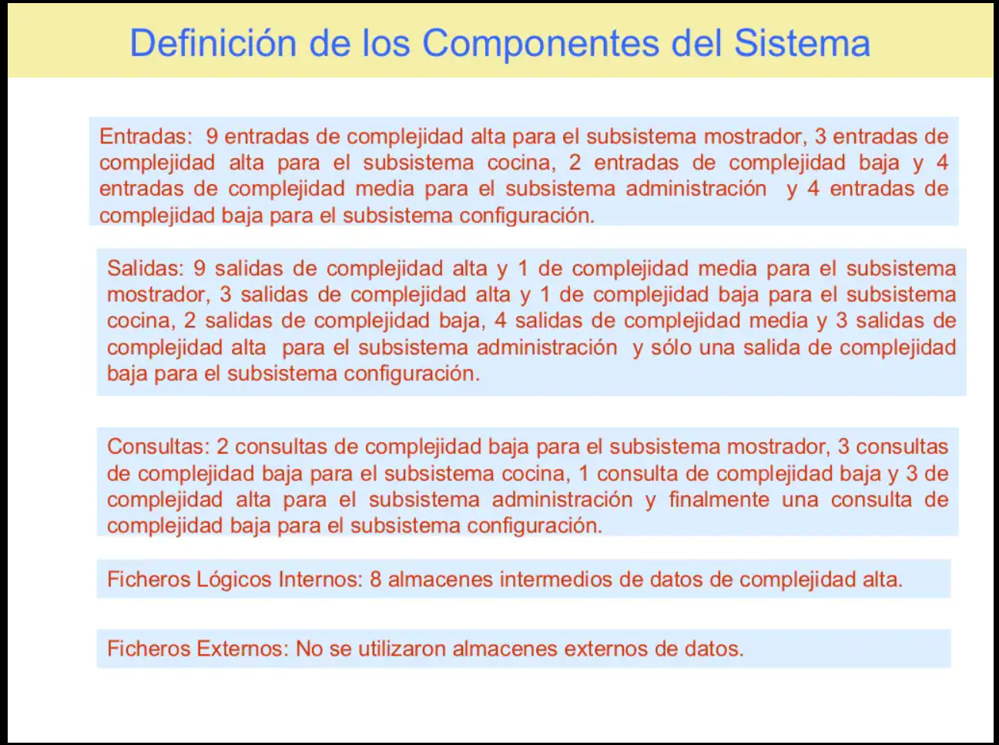 Definición de los Componentes del Sistema
Entradas: 9 entradas de complejidad alta para el subsistema mostrador, 3 entradas de
complejidad alta para el subsistema cocina, 2 entradas de complejidad baja y 4
entradas de complejidad media para el subsistema administración y 4 entradas de
complejidad baja para el subsistema configuración.
Salidas: 9 salidas de complejidad alta y 1 de complejidad media para el subsistema
mostrador, 3 salidas de complejidad alta y 1 de complejidad baja para el subsistema
cocina, 2 salidas de complejidad baja, 4 salidas de complejidad media y 3 salidas de
complejidad alta para el subsistema administración y sólo una salida de complejidad
baja para el subsistema configuración.
Consultas: 2 consultas de complejidad baja para el subsistema mostrador, 3 consultas
de complejidad baja para el subsistema cocina, 1 consulta de complejidad baja y 3 de
complejidad alta para el subsistema administración y finalmente una consulta de
complejidad baja para el subsistema configuración.
Ficheros Lógicos Internos: 8 almacenes intermedios de datos de complejidad alta.
Ficheros Externos: No se utilizaron almacenes externos de datos.